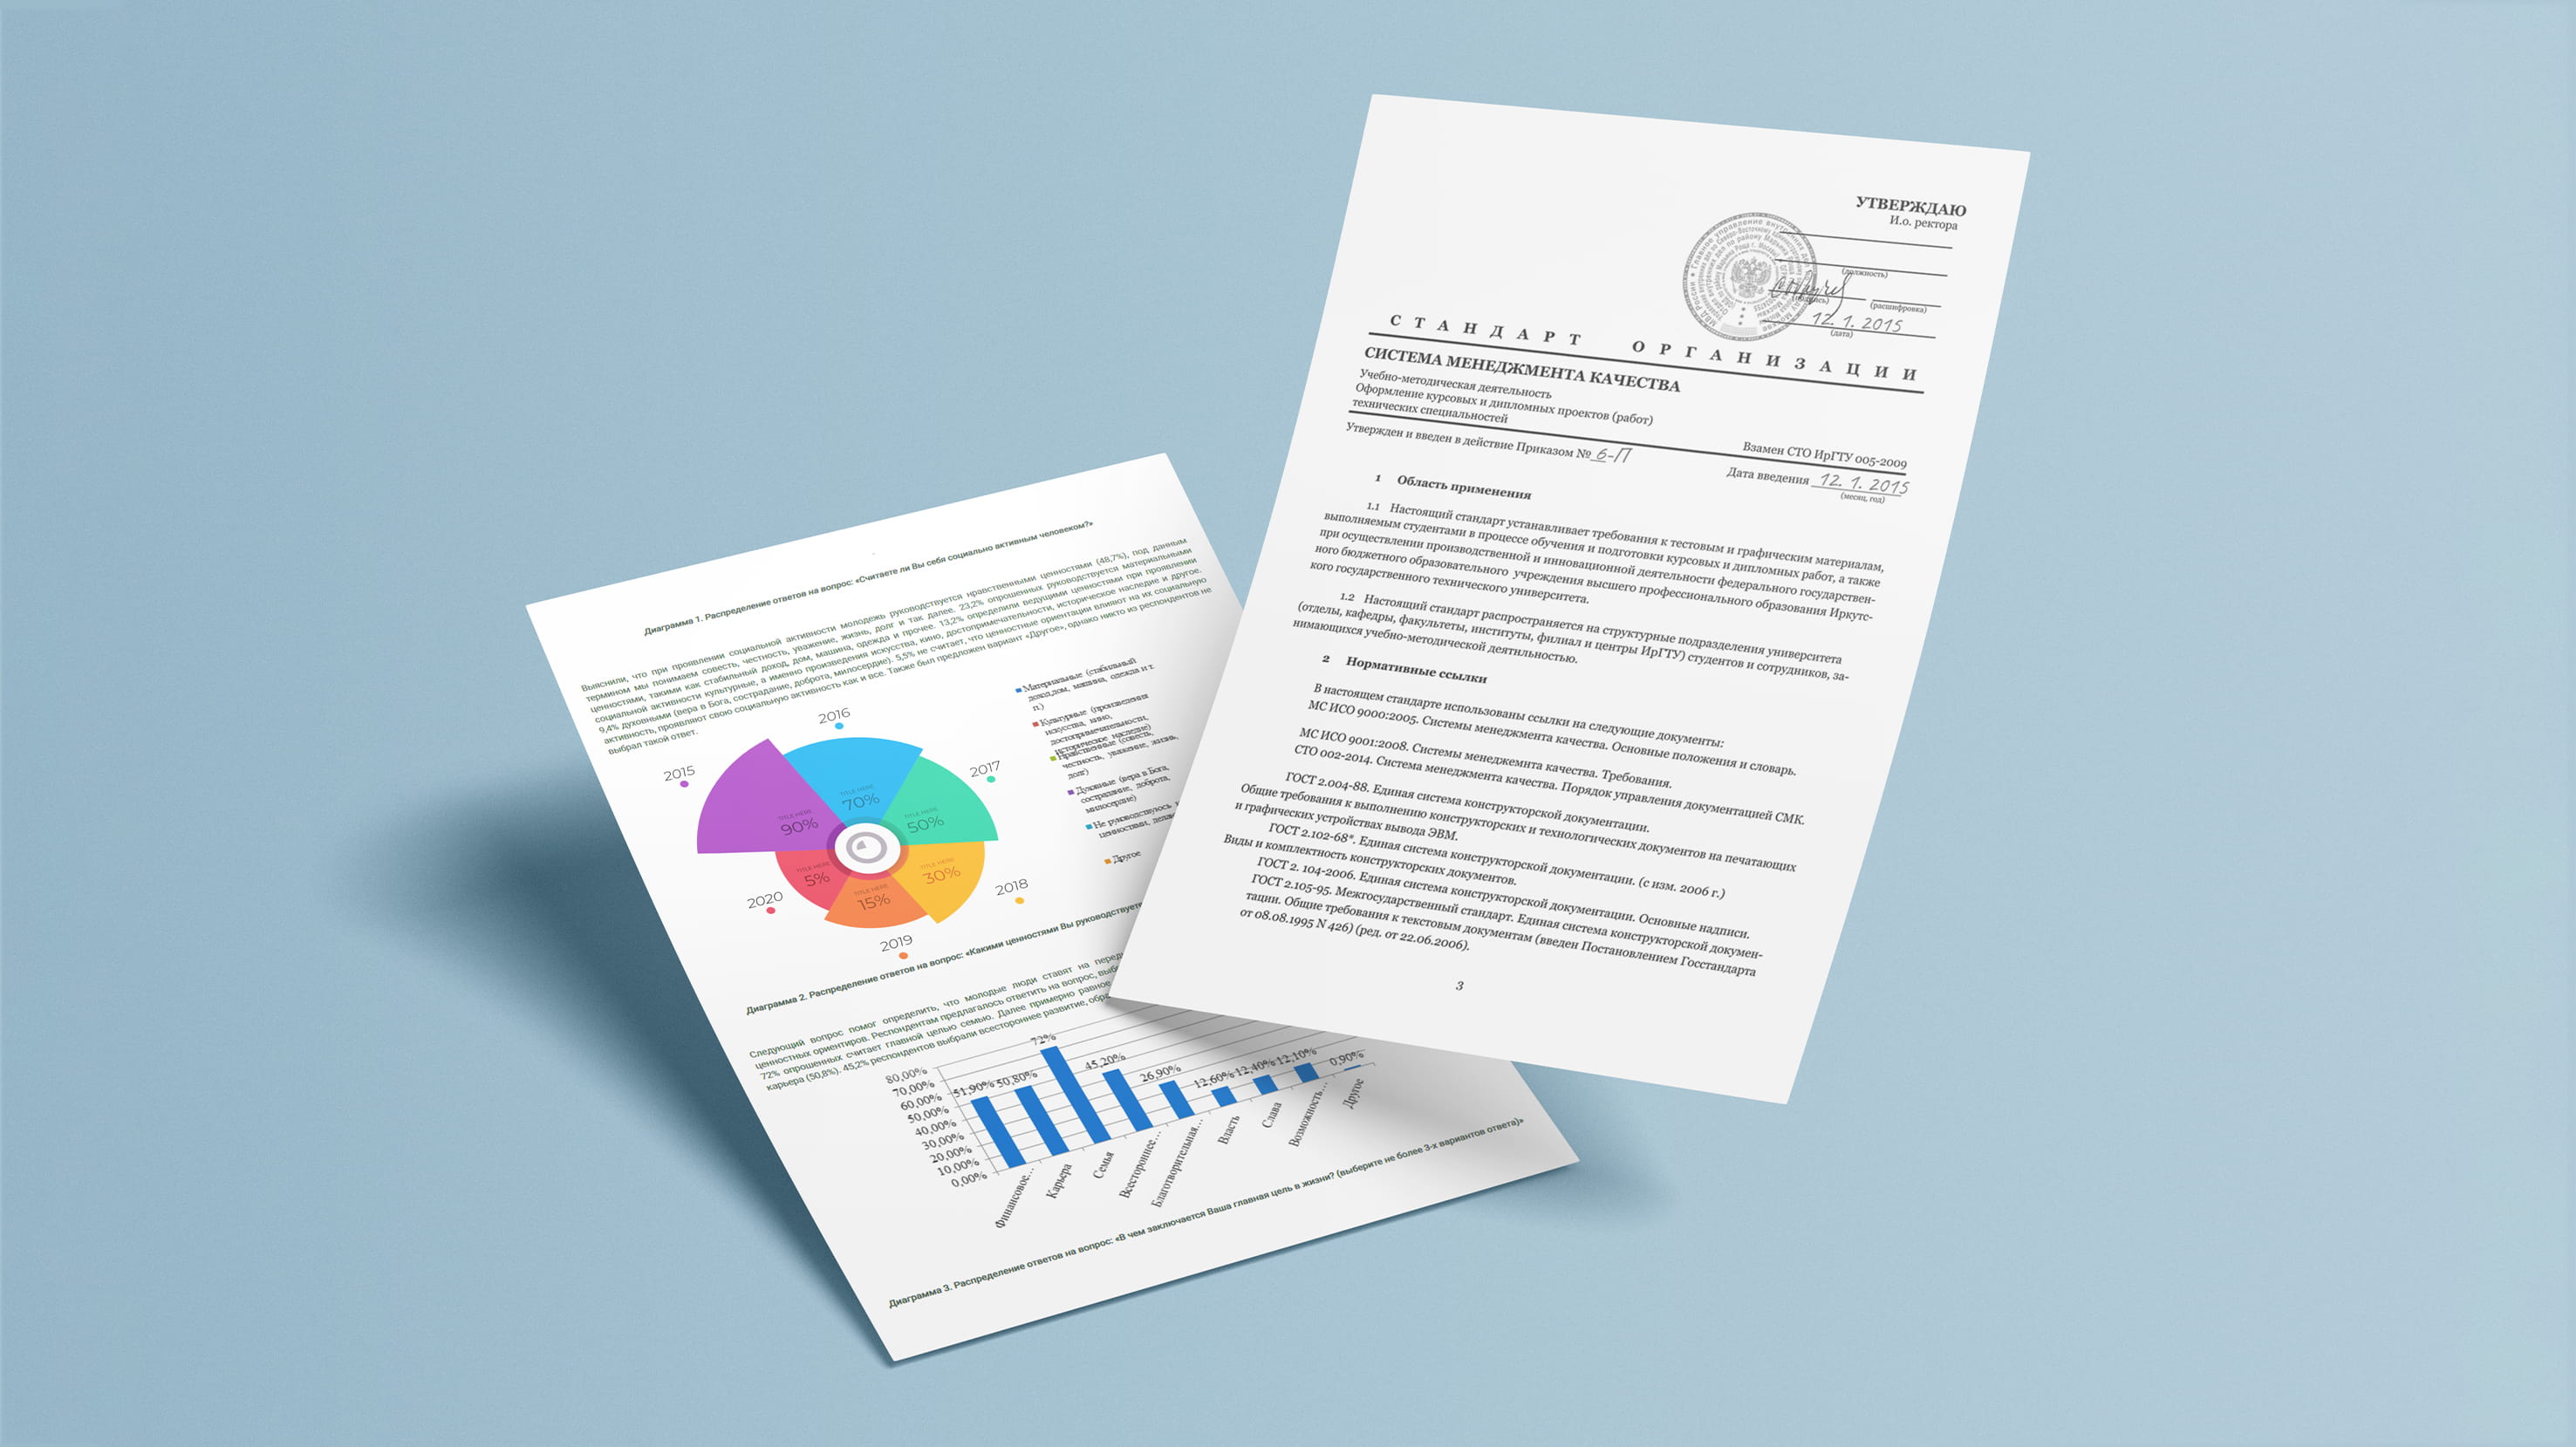 УТВЕРЖДАЮ
И.о. ректора
(должность)
(подпись)
(расшифровка)
12. 1. 2015
(дата)
СТАНДАРТ ОРГАНИЗАЦИИ
СИСТЕМА МЕНЕДЖМЕНТА КАЧЕСТВА
Учебно-методическая деятельность
Оформление курсовых и дипломных проектов (работ)
технических специальностей
Взамен СТО ИрГТУ 005-2009
Утвержден и введен в действие Приказом № 6-П
Дата введения 12. 1. 2015
(месяц, год)
1 Область применения
1.1 Настоящий стандарт устанавливает требования к тестовым и графическим материалам,
выполняемым студентами в процессе обучения и подготовки курсовых и дипломных работ, а также
при осуществлении производственной и инновационной деятельности федерального государствен-
ного бюджетного образовательного учреждения высшего профессионального образования Иркутс-
кого государственного технического университета.
1.2 Настоящий стандарт распространяется на структурные подразделения университета
(отделы, кафедры, факультеты, институты, филиал и центры ИрГТУ) студентов и сотрудников, за-
нимающихся учебно-методической деятнильностью.
2 Нормативные ссылки
В настоящем стандарте использованы ссылки на следующие документы:
МС ИСО 9000:2005. Системы менеджмента качества. Основные положения и словарь.
МС ИСО 9001:2008. Системы менеджемнта качества. Требования.
СТО 002-2014. Система менеджмента качества. Порядок управления документацией СМК.
ГОСТ 2.004-88. Единая система конструкторской документации.
Общие требования к выполнению конструкторских и технологических документов на печатающих
и графических устройствах вывода ЭВМ.
ГОСТ 2.102-68*. Единая система конструкторской документации. (с изм. 2006 г.)
Виды и комплектность конструкторских документов.
ГОСТ 2. 104-2006. Единая система конструкторской документации. Основные надписи.
ГОСТ 2.105-95. Межгосударственный стандарт. Единая система конструкторской докумен-
тации. Общие требования к текстовым документам (введен Постановлением Госстандарта
от 08.08.1995 N 426) (ред. от 22.06.2006).
3
Диаграмма 1. Распределение ответов на вопрос: «Считаете ли Вы себя социально активным человеком?»
Выяснили, что при проявлении социальной активности молодежь руководствуется нравственными ценностями (48,7%), под данным
термином мы понимаем совесть, честность, уважение, жизнь, долг и так далее. 23,2% опрошенных руководствуется материальными
ценностями, такими как стабильный доход, дом, машина, одежда и прочее. 13,2% определили ведущими ценностями при проявлении
социальной активности культурные, а именно произведения искусства, кино, достопримечательности, историческое наследие и другое.
9,4% духовными (вера в Бога, сострадание, доброта, милосердие). 5,5% не считает, что ценностные ориентации влияют на их социальную
активность, проявляют свою социальную активность как и все. Также был предложен вариант «Другое», однако никто из респондентов не
выбрал такой ответ.
2015
2016
2017
2018
2019
2020
TITLE HERE
90%
TITLE HERE
70%
TITLE HERE
50%
TITLE HERE
30%
TITLE HERE
15%
TITLE HERE
5%
Материальные (стабильный
доход,дом, машина, одежда и т.
п.)
Культурные (произведения
искусства, кино,
достопримечательности,
историческое наследие)
Нравственные (совесть,
честность, уважение, жизнь,
долг)
Духовные (вера в Бога,
сострадание, доброта,
милосердие)
Не руководствуюсь
ценностями,
Другое
Диаграмма 2. Распределение ответов на вопрос: «Какими ценностями Вы руководствуете
Следующий вопрос помог определить, что молодые люди ставят на
ценностных ориентиров. Респондентам предлагалось ответить на вопрос,
72% опрошенных считает главной целью семью. Далее примерно равное
карьера (50,8%). 45,2% респондентов выбрали всестороннее развитие,
80,00%
70,00%
60,00%
50,00%
40,00%
30,00%
20,00%
10,00%
0,00%
51,90%
50,80%
72%
45,20%
26,90%
12,60%
12,40%
12,10%
0,90%
Финансовое…
Карьера
Семья
Всестороннее…
Благотворительная…
Власть
Слава
Возможность…
Другое
Диаграмма 3. Распределение ответов на вопрос: «В чем заключается Ваша главная цель в жизни? (выберите не более 3-х вариантов ответа)»